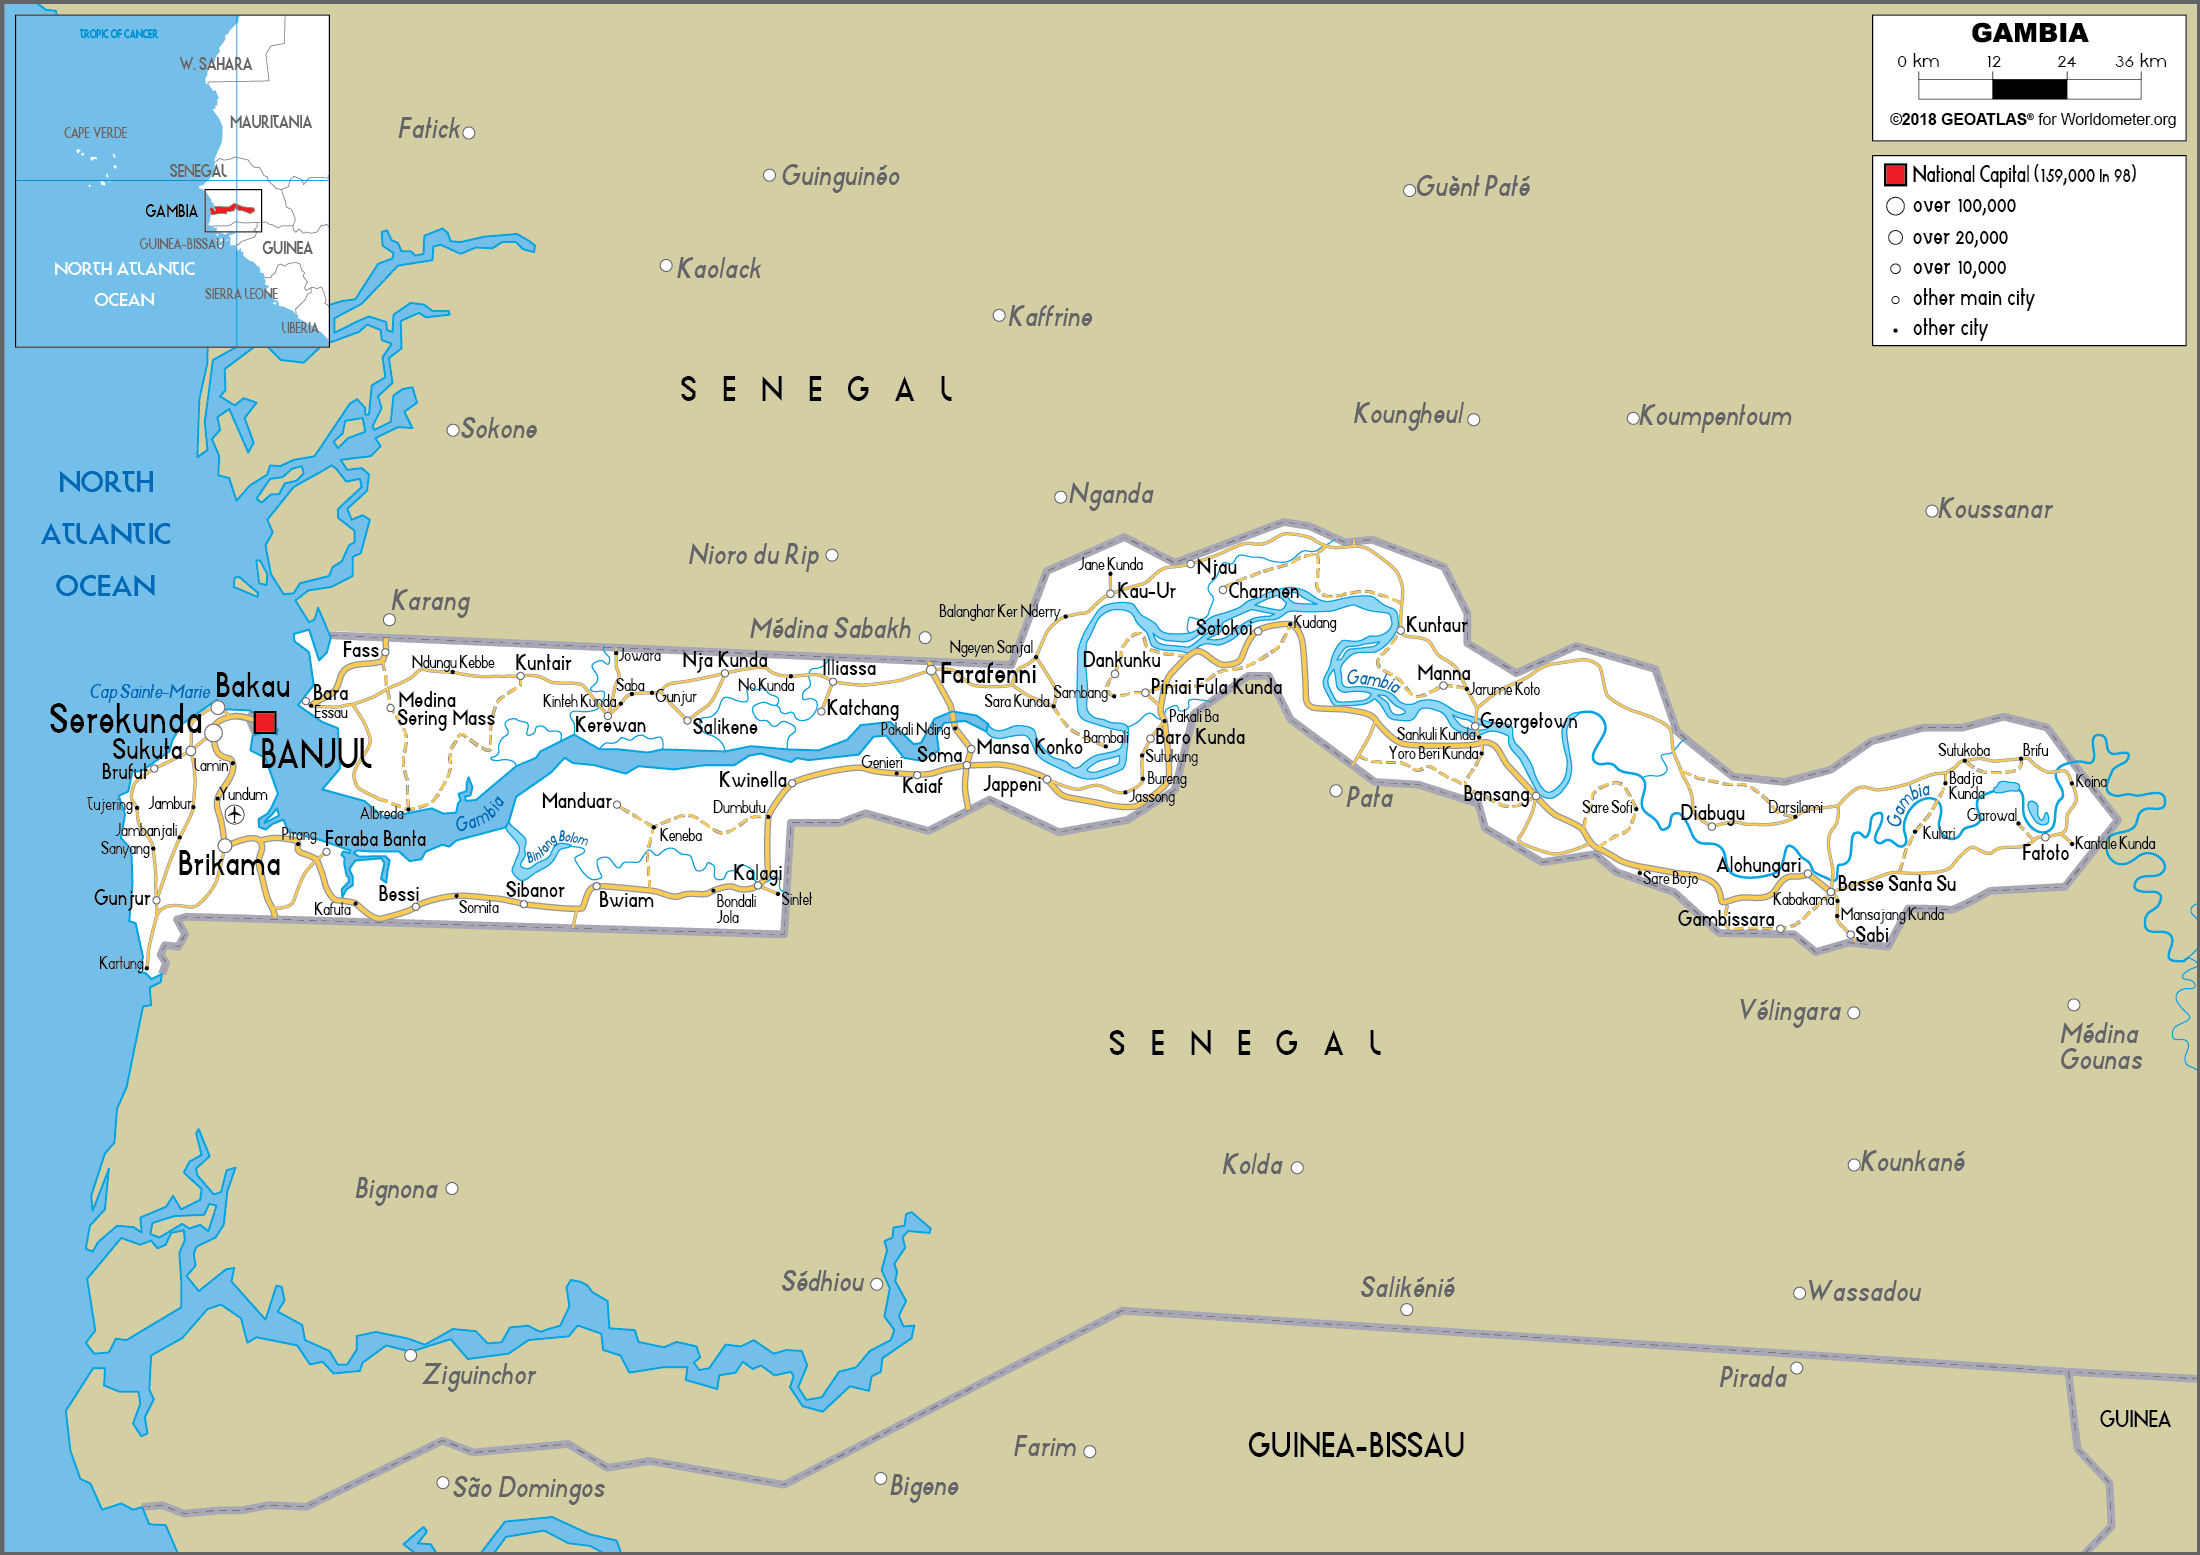 TROPIC OF CANCER
W. SAHARA
MAURITANIA
CAPE VERDE
SENEGAL
GAMBIA
GUINEA-BISSAU
GUINEA
NORTH ATLANTIC
OCEAN
SIERRA LEONE
LIBERIA
GAMBIA
0 km 12 24 36 km
©2018 GEOATLAS® for Worldometer.org
National Capital (159,000 in 98)
over 100,000
over 20,000
over 10,000
other main city
other city
Fatick
Guinguinéo
Guènt Paté
Kaolack
Kaffrine
SENEGAL
Koungheul
Koumpentoum
Sokone
NORTH
ATLANTIC
OCEAN
Nganda
Koussanar
Nioro du Rip
Karang
Médina Sabakh
Jane Kunda
Njau
Kau-Ur
Charmen
Balanghar Ker Nderry
Sotokoi
Kudang
Kuntaur
Ngeyen Sanjal
Fass
Ndungu Kebbe
Kuntair
Jowara
Nja Kunda
Illiassa
Farafenni
Dankunku
Manna
Gambia
Jarume Koto
Cap Sainte-Marie
Bakau
Bara
Essau
Medina
Sering Mass
Kinteh Kunda
Saba
Gunjur
No Kunda
Katchang
Sara Kunda
Sambang
Piniai Fula Kunda
Serekunda
Kerewan
Salikene
Pakali Nding
Pakali Ba
Georgetown
Sukuta
BANJUL
Mansa Konko
Bambali
Baro Kunda
Sankuli Kunda
Yoro Beri Kunda
Brufut
Lamin
Soma
Genieri
Sutukung
Sutukoba
Brifu
Kwinella
Kaiaf
Jappeni
Bureng
Jassong
Pata
Bansang
Badja
Kunda
Koina
Tujering
Jambur
Yundum
Albreda
Gambia
Manduar
Dumbutu
Sare Sofi
Diabugu
Darsilami
Gambia
Garowal
Jambanjali
Pirang
Faraba Banta
Keneba
Kulari
Sanyang
Bintang Bolom
Fatoto
Kantale Kunda
Brikama
Alohungari
Kalagi
Sare Bojo
Basse Santa Su
Gunjur
Bessi
Sibanor
Bwiam
Bondali
Jola
Sintet
Kabakama
Kafuta
Somita
Gambissara
Mansajang Kunda
Sabi
Kartung
Vélingara
Médina
Gounas
SENEGAL
Kolda
Kounkané
Bignona
Sédhiou
Salikénié
Wassadou
Ziguinchor
Pirada
GUINEA
Farim
GUINEA-BISSAU
São Domingos
Bigene